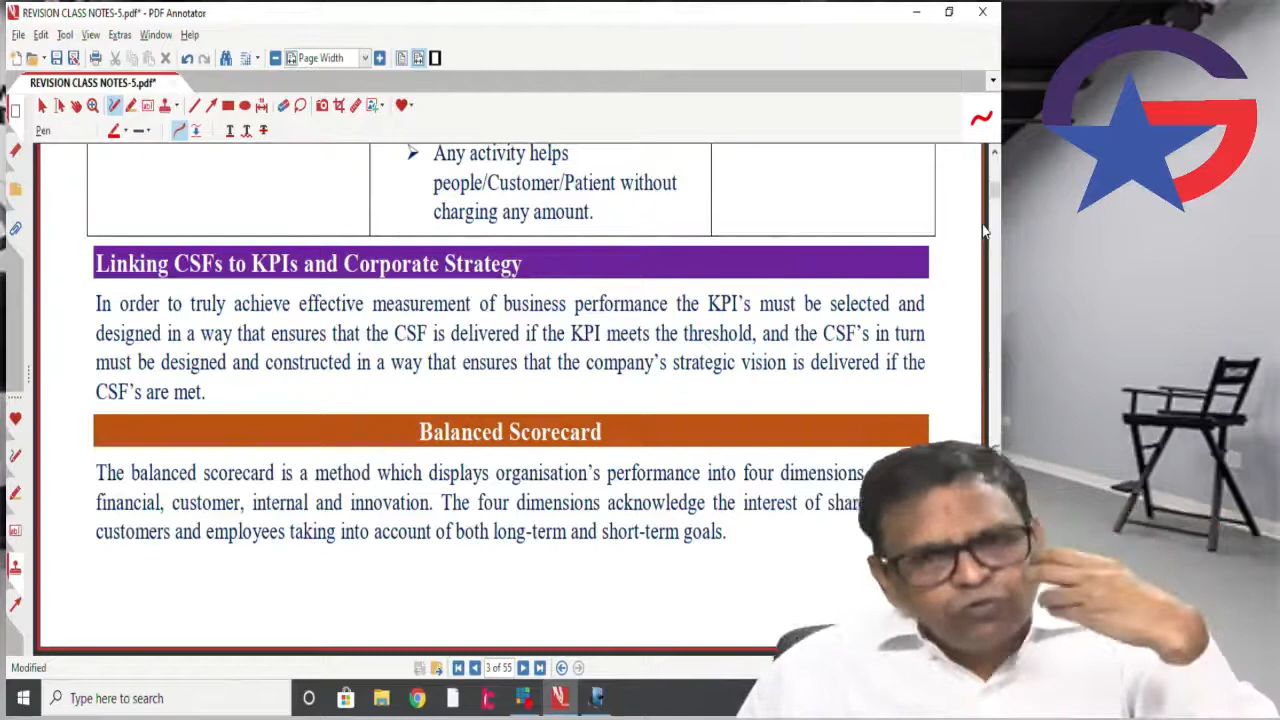 REVISION CLASS NOTES-5.pdf* - PDF Annotator
File Edit Tool View Extras Window Help
Page Width
REVISION CLASS NOTES-5.pdf*
Pen
Any activity helps
people/Customer/Patient without
charging any amount.
Linking CSFs to KPIs and Corporate Strategy
In order to truly achieve effective measurement of business performance the KPI's must be selected and
designed in a way that ensures that the CSF is delivered if the KPI meets the threshold, and the CSF's in turn
must be designed and constructed in a way that ensures that the company's strategic vision is delivered if the
CSF's are met.
Balanced Scorecard
The balanced scorecard is a method which displays organisation's performance into four dimensions
financial, customer, internal and innovation. The four dimensions acknowledge the interest of
customers and employees taking into account of both long-term and short-term goals.
Modified
3 of 55
Type here to search